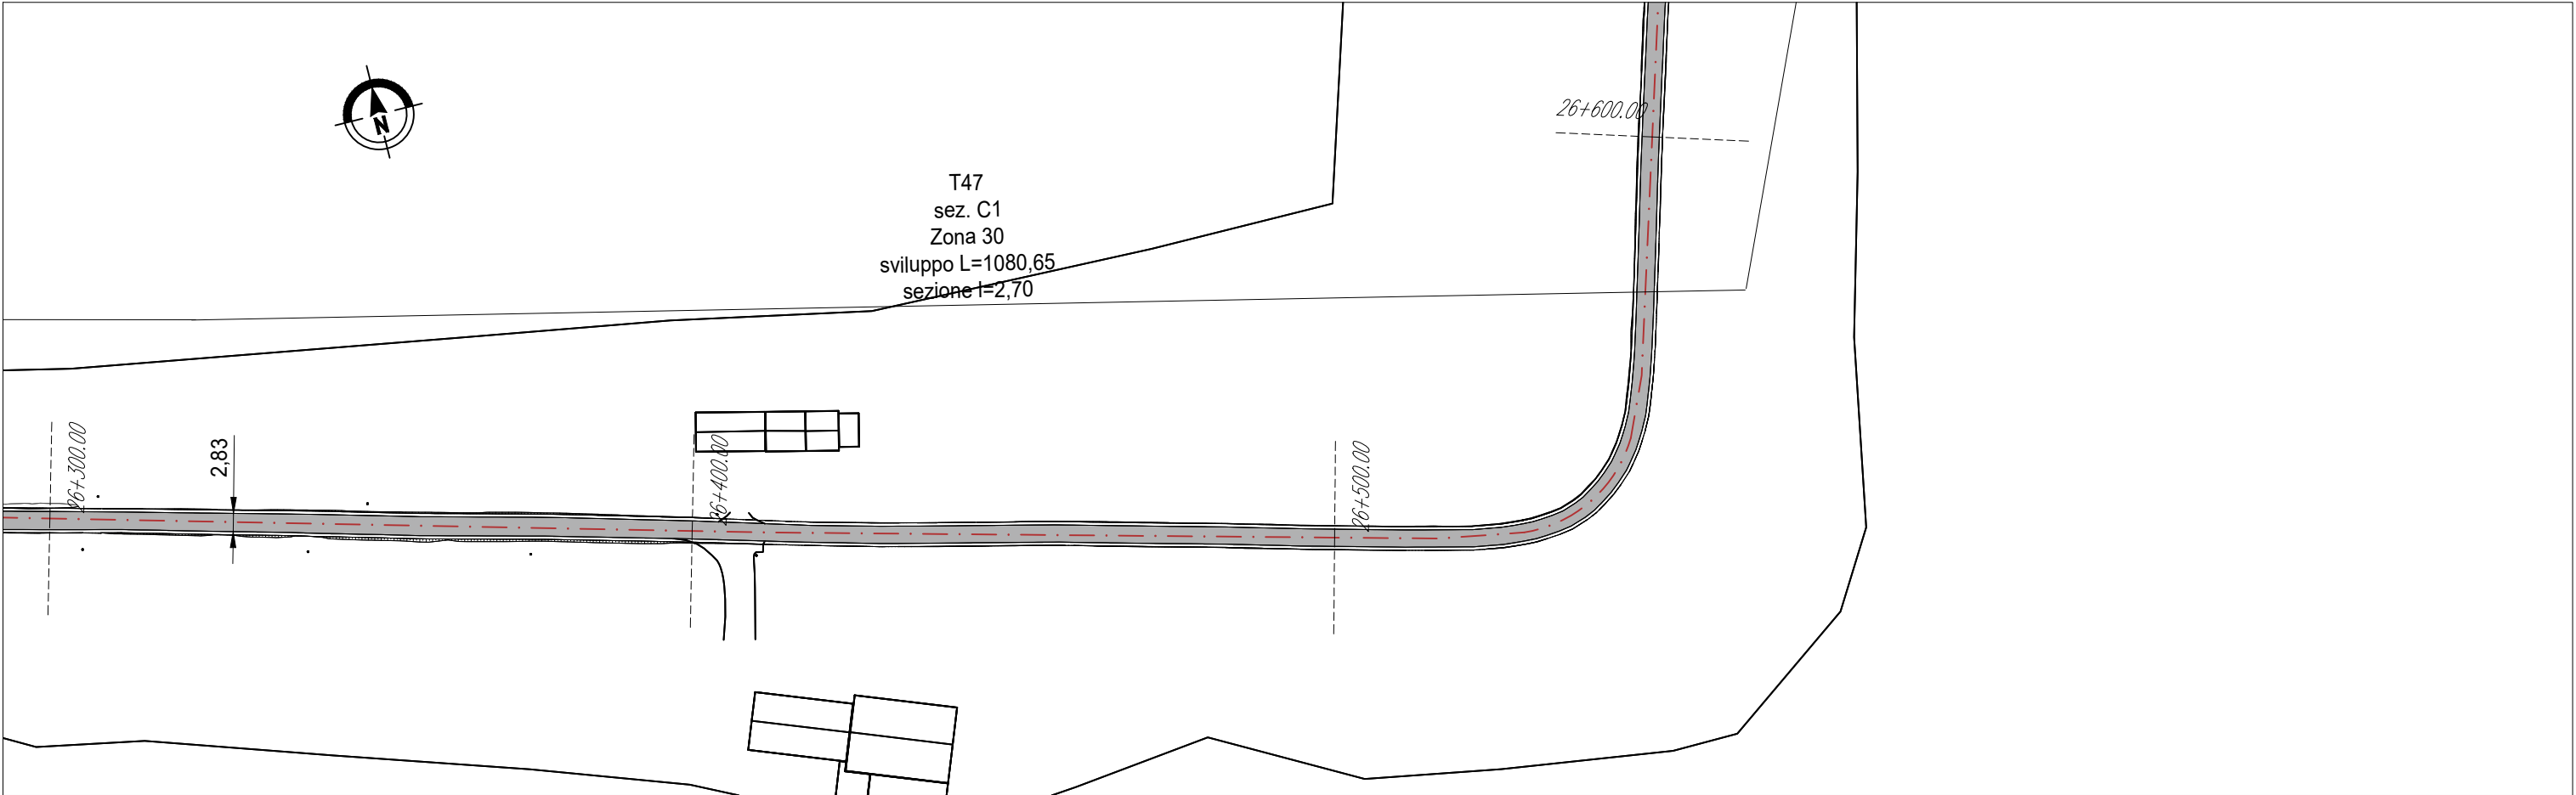 26+600.00
N
T47
sez. C1
Zona 30
sviluppo L=1080,65
sezione l=2,70
26+300.00
2,83
26+400.00
26+500.00